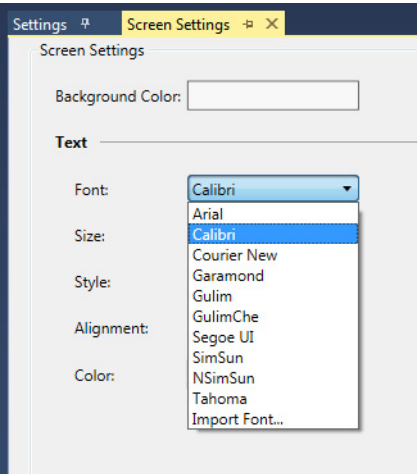 Settings Screen Settings
Screen Settings
Background Color:
Text
Font: Calibri
Arial
Size: Calibri
Courier New
Garamond
Style: Gulim
GulimChe
Alignment: Segoe UI
SimSun
Color: NSimSun
Tahoma
Import Font...